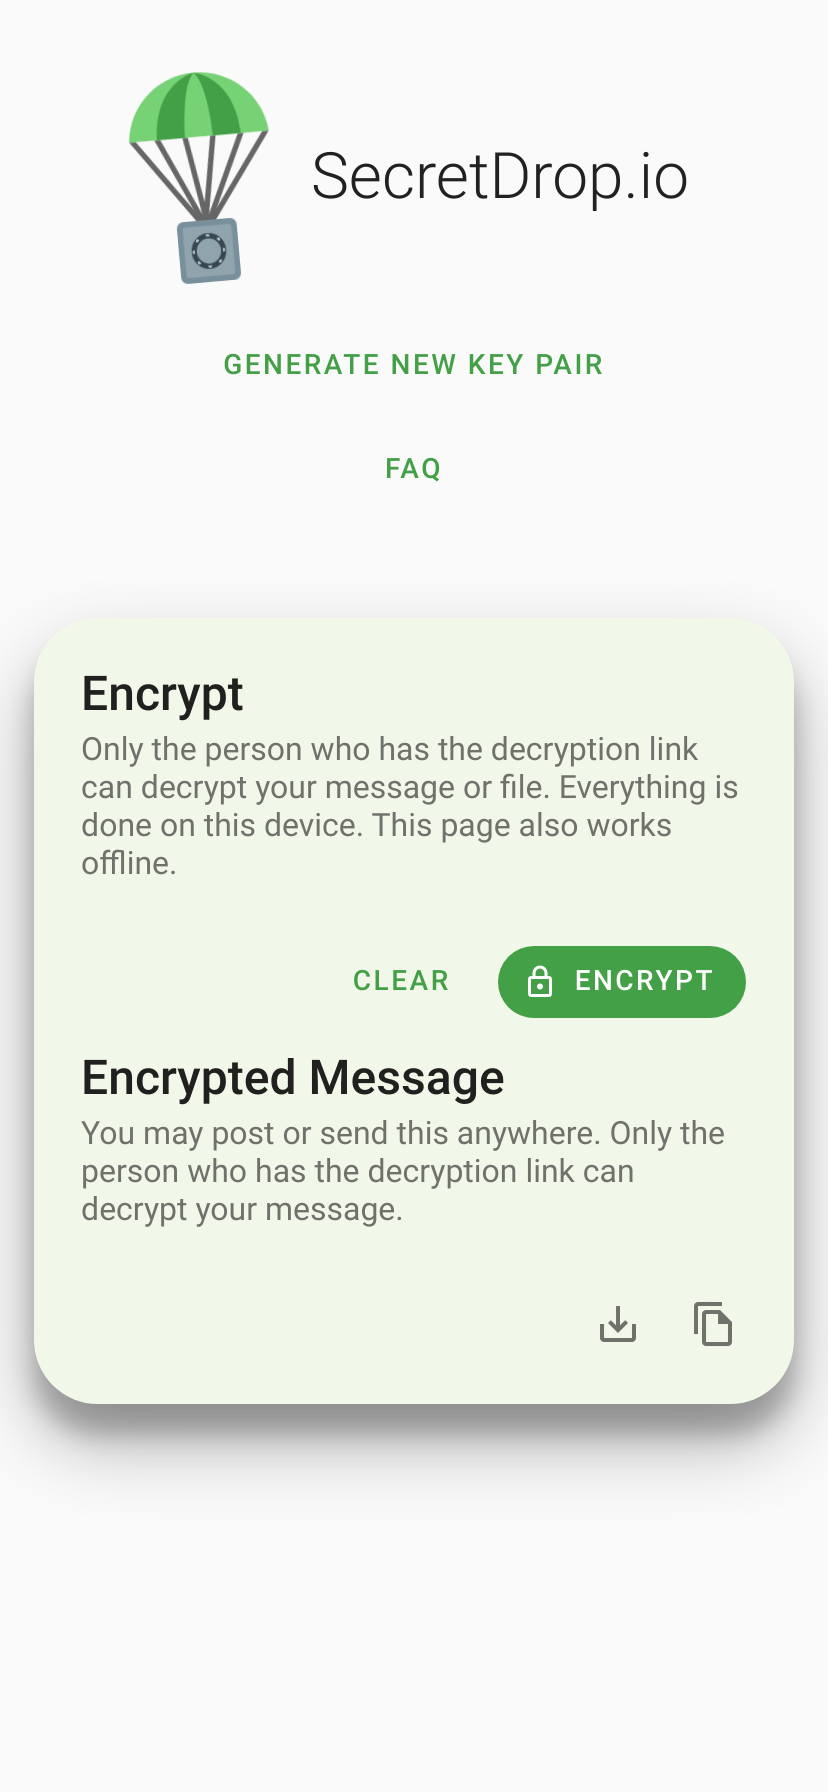 SecretDrop.io
GENERATE NEW KEY PAIR
FAQ
Encrypt
Only the person who has the decryption link
can decrypt your message or file. Everything is
done on this device. This page also works
offline.
CLEAR
ENCRYPT
Encrypted Message
You may post or send this anywhere. Only the
person who has the decryption link can
decrypt your message.